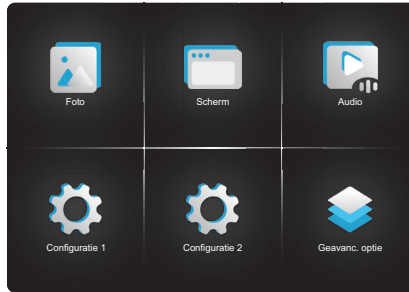 Foto
Scherm
Audio
Configuratie 1
Configuratie 2
Geavanc. optie